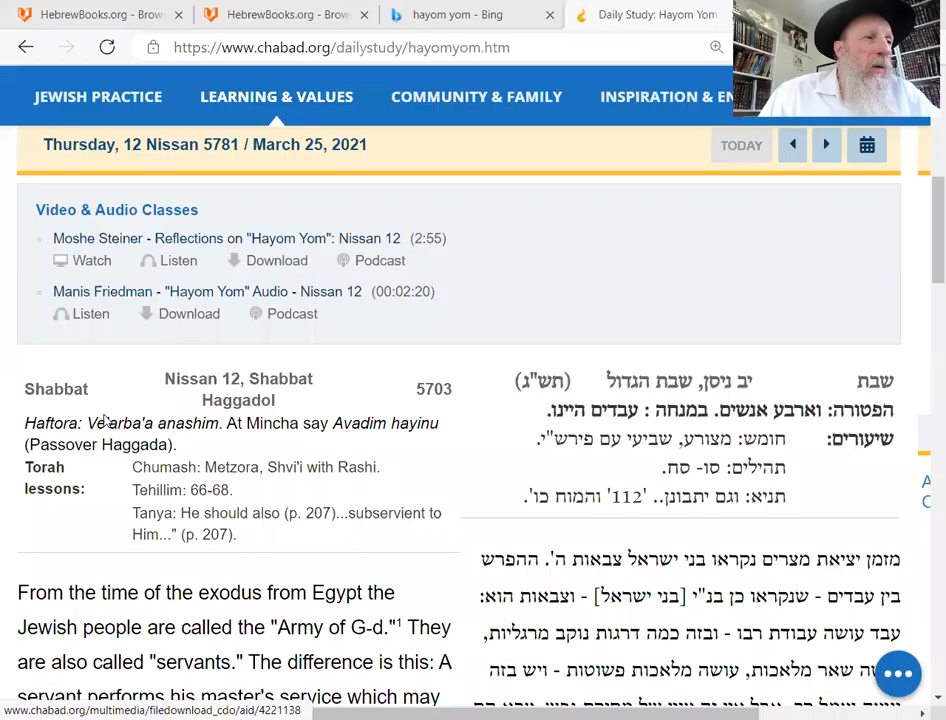 HebrewBooks.org - Brow
HebrewBooks.org - Brow
hayom yom - Bing
Daily Study: Hayom Yom
https://www.chabad.org/dailystudy/hayomyom.htm
JEWISH PRACTICE LEARNING & VALUES COMMUNITY & FAMILY INSPIRATION & EN
Thursday, 12 Nissan 5781 / March 25, 2021
TODAY
Video & Audio Classes
Moshe Steiner - Reflections on "Hayom Yom": Nissan 12 (2:55)
Watch Listen Download Podcast
Manis Friedman - "Hayom Yom" Audio - Nissan 12 (00:02:20)
Listen Download Podcast
Shabbat
Nissan 12, Shabbat
Haggadol
5703
Haftora: Ve'arba'a anashim. At Mincha say Avadim hayinu
(Passover Haggada).
Torah
lessons:
Chumash: Metzora, Shvi'i with Rashi.
Tehillim: 66-68.
Tanya: He should also (p. 207)...subservient to
Him..." (p. 207).
From the time of the exodus from Egypt the
Jewish people are called the "Army of G-d."1 They
are also called "servants." The difference is this: A
servant performs his master's service which may
שבת יב ניסן, שבת הגדול (תש"ג)
הפטורה: וארבע אנשים. במנחה : עבדים היינו.
שיעורים: חומש: מצורע, שביעי עם פירש"י.
תהילים: סו- סח.
תניא: וגם יתבונן.. '112' והמוח כו'.
מזמן יציאת מצרים נקראו בני ישראל צבאות ה'. ההפרש
בין עבדים - שנקראו כן בנ"י [בני ישראל] - וצבאות הוא:
עבד עושה עבודת רבו - ובזה כמה דרגות נוקב מרגליות,
שאר מלאכות, עושה מלאכות פשוטות - ויש בזה
A
C
www.chabad.org/multimedia/filedownload_cdo/aid/4221138